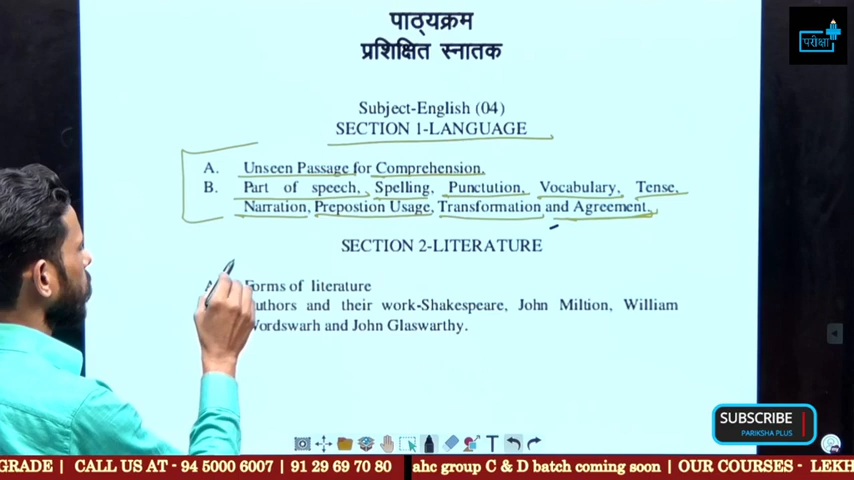 पाठ्यक्रम
प्रशिक्षित स्नातक
परीक्षा
Subject-English (04)
SECTION 1-LANGUAGE
A. Unseen Passage for Comprehension.
B. Part of speech, Spelling, Punctution, Vocabulary, Tense,
Narration, Prepostion Usage, Transformation and Agreement.
SECTION 2-LITERATURE
Forms of literature
and their work-Shakespeare, John Miltion, William
and John Glaswarthy.
SUBSCRIBE
PARIKSHA PLUS
GRADE | CALL US AT - 94 5000 6007 | 91 29 69 70 80 ahc group C & D batch coming soon | OUR COURSES - LEKH